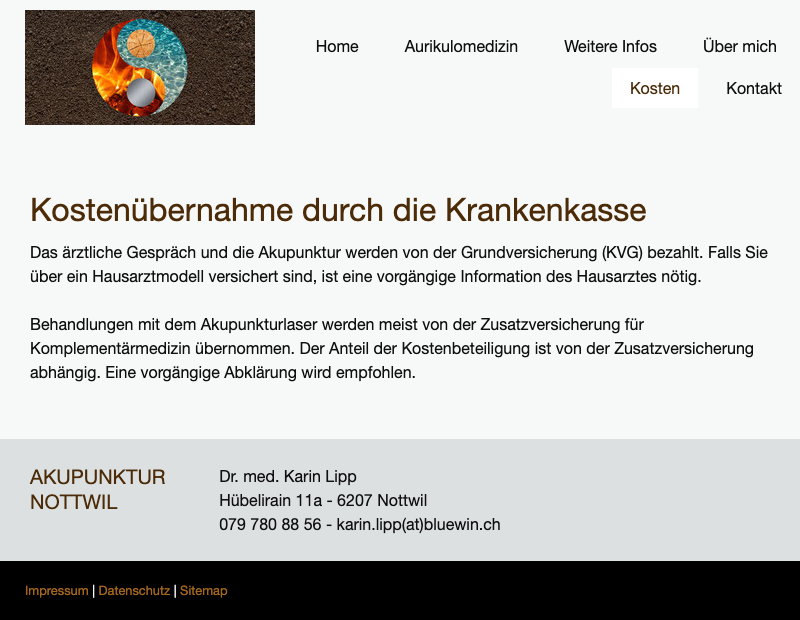 Home Aurikulomedizin Weitere Infos Über mich
Kosten Kontakt
Kostenübernahme durch die Krankenkasse
Das ärztliche Gespräch und die Akupunktur werden von der Grundversicherung (KVG) bezahlt. Falls Sie
über ein Hausarztmodell versichert sind, ist eine vorgängige Information des Hausarztes nötig.
Behandlungen mit dem Akupunkturlaser werden meist von der Zusatzversicherung für
Komplementärmedizin übernommen. Der Anteil der Kostenbeteiligung ist von der Zusatzversicherung
abhängig. Eine vorgängige Abklärung wird empfohlen.
AKUPUNKTUR
NOTTWIL
Dr. med. Karin Lipp
Hübelirain 11a - 6207 Nottwil
079 780 88 56 - karin.lipp(at)bluewin.ch
Impressum | Datenschutz | Sitemap